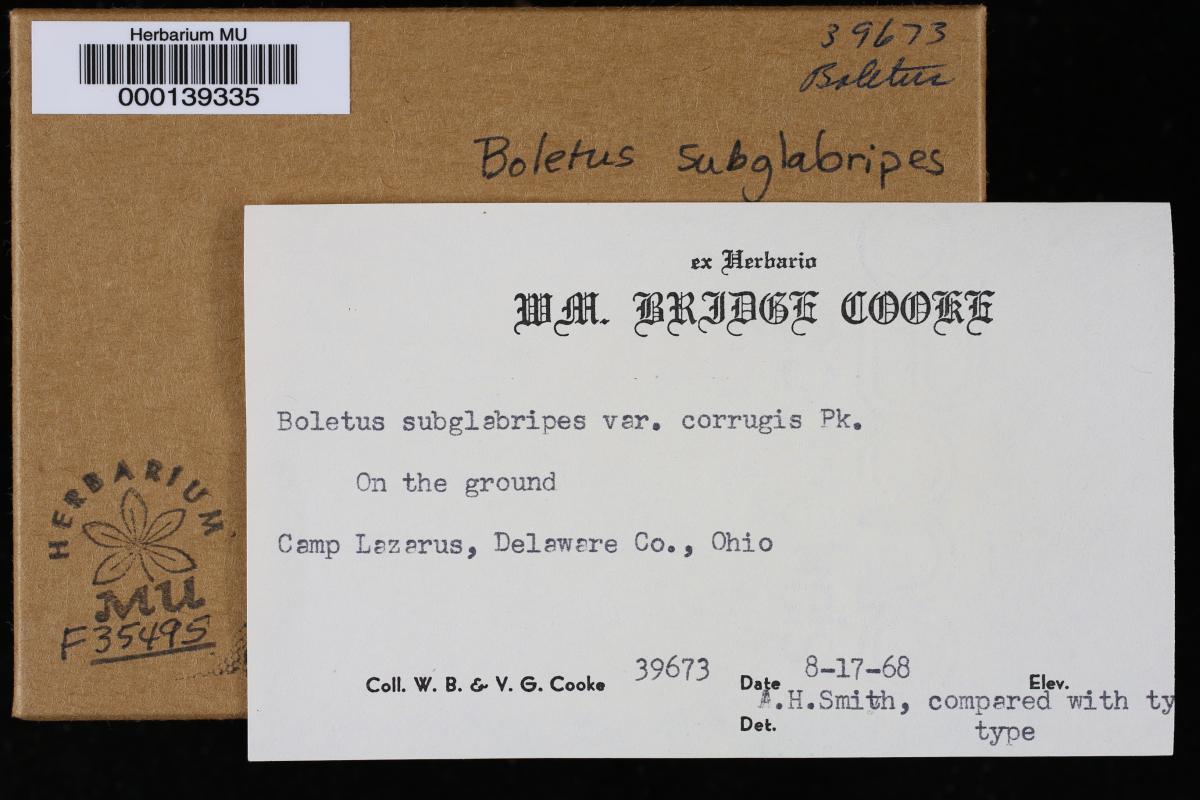 Herbarium MU
000139335
39673
Boletus
Boletus subglabripes
ex Herbario
WM. BRIDGE COOKE
Boletus subglabripes var. corrugis Pk.
On the ground
Camp Lazarus, Delaware Co., Ohio
Coll. W. B. & V. G. Cooke 39673 Date 8-17-68 Elev.
A.H.Smith, compared with ty
Det. type
HERBARIUM
MU
F35495